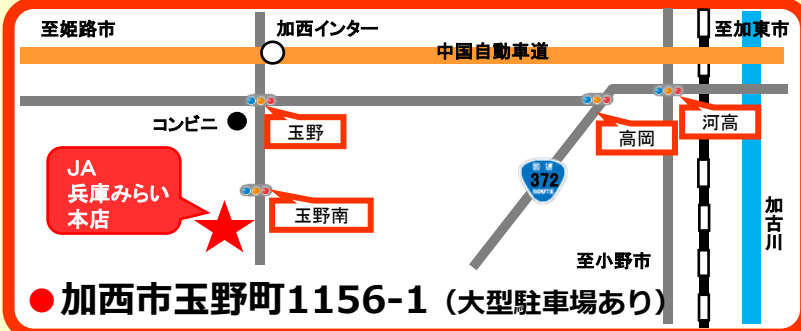 至姫路市
加西インター
至加東市
中国自動車道
コンビニ
玉野
高岡
河高
JA
兵庫みらい
本店
国道
372
ROUTE
玉野南
加古川
至小野市
加西市玉野町1156-1（大型駐車場あり）